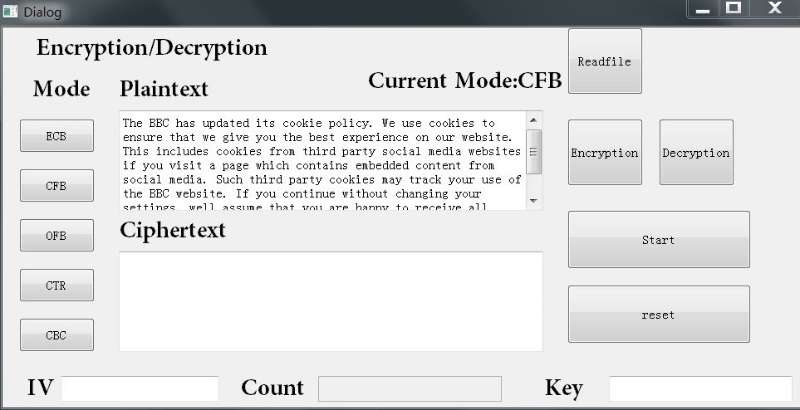 Dialog
Encryption/Decryption
Current Mode:CFB
Readfile
Mode
Plaintext
The BBC has updated its cookie policy. We use cookies to
ensure that we give you the best experience on our website.
This includes cookies from third party social media websites
if you visit a page which contains embedded content from
social media. Such third party cookies may track your use of
the BBC website. If you continue without changing your
settings, well assume that you are happy to receive all
ECB
CFB
OFB
CTR
CBC
Encryption
Decryption
Ciphertext
Start
reset
IV
Count
Key